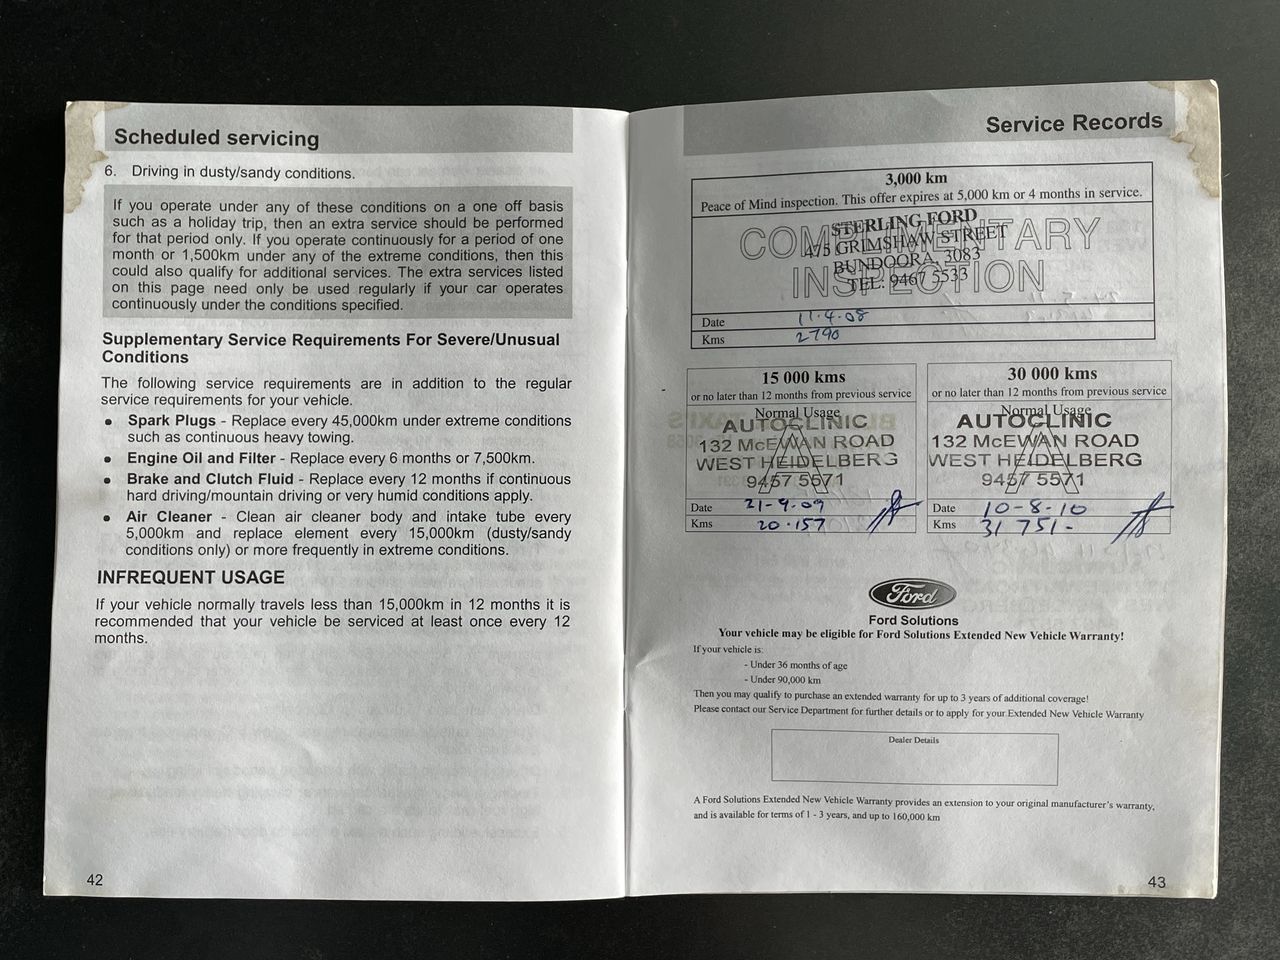 Scheduled servicing
6. Driving in dusty/sandy conditions.
If you operate under any of these conditions on a one off basis
such as a holiday trip, then an extra service should be performed
for that period only. If you operate continuously for a period of one
month or 1,500km under any of the extreme conditions, then this
could also qualify for additional services. The extra services listed
on this page need only be used regularly if your car operates
continuously under the conditions specified.
Supplementary Service Requirements For Severe/Unusual
Conditions
The following service requirements are in addition to the regular
service requirements for your vehicle.
• Spark Plugs - Replace every 45,000km under extreme conditions
such as continuous heavy towing.
• Engine Oil and Filter - Replace every 6 months or 7,500km.
• Brake and Clutch Fluid - Replace every 12 months if continuous
hard driving/mountain driving or very humid conditions apply.
• Air Cleaner - Clean air cleaner body and intake tube every
5,000km and replace element every 15,000km (dusty/sandy
conditions only) or more frequently in extreme conditions.
INFREQUENT USAGE
If your vehicle normally travels less than 15,000km in 12 months it is
recommended that your vehicle be serviced at least once every 12
months.
42
Service Records
3,000 km
Peace of Mind inspection. This offer expires at 5,000 km or 4 months in service.
COMPLIMENTARY
INSPECTION
STERLING FORD
475 GRIMSHAW STREET
BUNDOORA, 3083
TEL: 9467 5533
Date 11.4.08
Kms 2790
15 000 kms
or no later than 12 months from previous service
Normal Usage
A
AUTOCLINIC
132 McEWAN ROAD
WEST HEIDELBERG
9457 5571
Date 21-9-09
Kms 20.157
30 000 kms
or no later than 12 months from previous service
Normal Usage
A
AUTOCLINIC
132 McEWAN ROAD
WEST HEIDELBERG
9457 5571
Date 10-8-10
Kms 31 751-
Ford
Ford Solutions
Your vehicle may be eligible for Ford Solutions Extended New Vehicle Warranty!
If your vehicle is:
- Under 36 months of age
- Under 90,000 km
Then you may qualify to purchase an extended warranty for up to 3 years of additional coverage!
Please contact our Service Department for further details or to apply for your Extended New Vehicle Warranty
Dealer Details
A Ford Solutions Extended New Vehicle Warranty provides an extension to your original manufacturer's warranty,
and is available for terms of 1 - 3 years, and up to 160,000 km
43